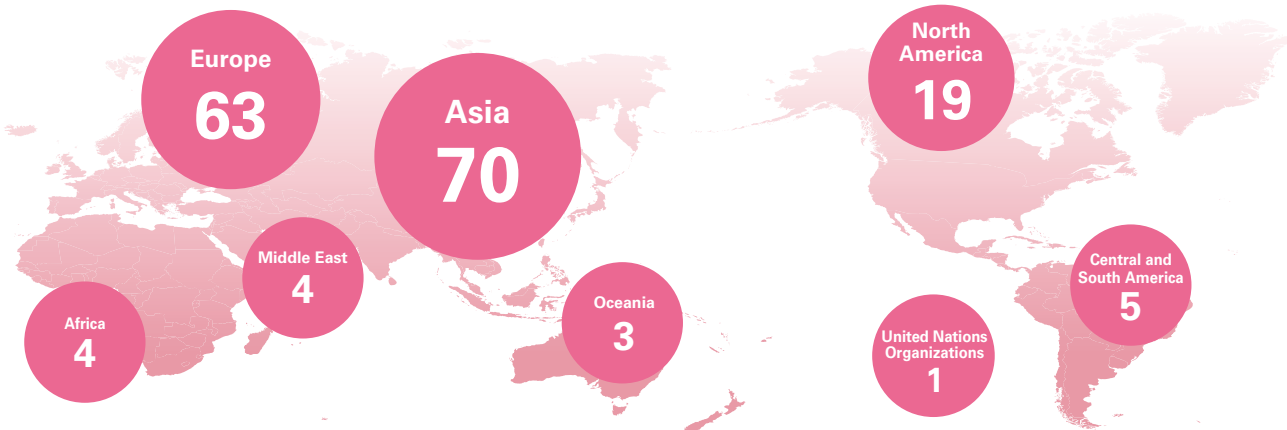 Europe
63
Asia
70
North
America
19
Middle East
4
Africa
4
Oceania
3
Central and
South America
5
United Nations
Organizations
1